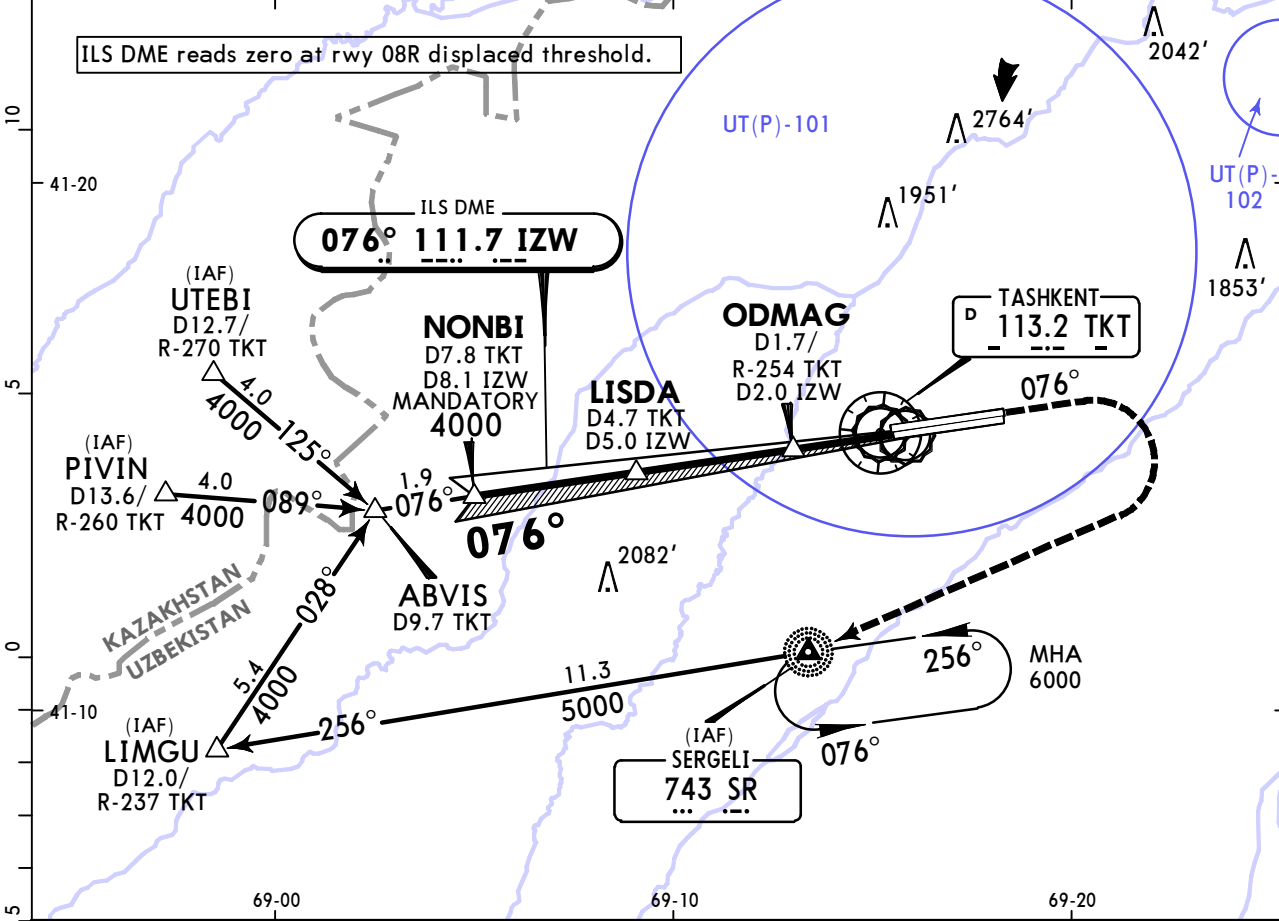 ILS DME reads zero at rwy 08R displaced threshold.
2042'
10
2764'
UT(P)-101
41-20
UT(P)-
102
1951'
ILS DME
076° 111.7 IZW
1853'
(IAF)
UTEBI
D12.7/
R-270 TKT
NONBI
D7.8 TKT
D8.1 IZW
MANDATORY
4000
ODMAG
D1.7/
R-254 TKT
D2.0 IZW
TASHKENT
D 113.2 TKT
LISDA
D4.7 TKT
D5.0 IZW
076°
5
4.0
4000
125°
(IAF)
PIVIN
D13.6/
R-260 TKT
4.0
4000
089°
1.9
076°
076°
2082'
ABVIS
D9.7 TKT
KAZAKHSTAN
UZBEKISTAN
028°
5.4
4000
0
11.3
5000
256°
256°
MHA
6000
076°
41-10
(IAF)
LIMGU
D12.0/
R-237 TKT
(IAF)
SERGELI
743 SR
69-00
69-10
69-20
5